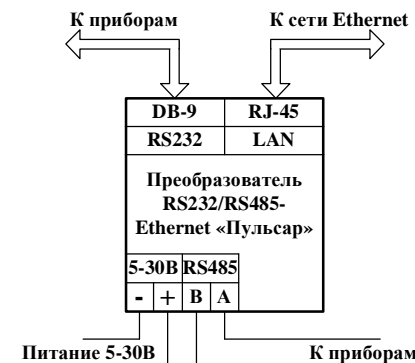 К приборам К сети Ethernet
DB-9 RJ-45
RS232 LAN
Преобразователь
RS232/RS485-
Ethernet «Пульсар»
5-30В RS485
- + B A
Питание 5-30В К приборам